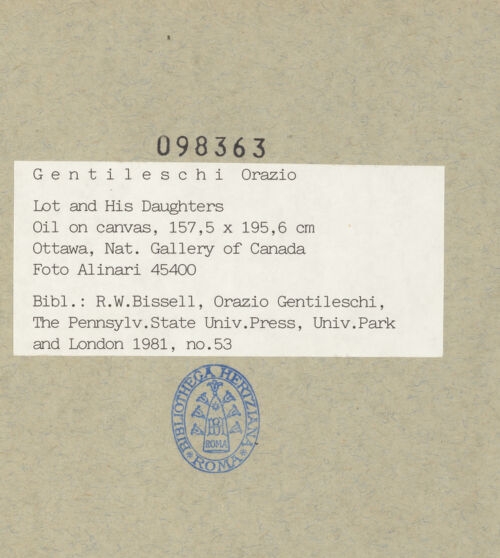 098363
Gentileschi Orazio
Lot and His Daughters
Oil on canvas, 157,5 x 195,6 cm
Ottawa, Nat. Gallery of Canada
Foto Alinari 45400
Bibl.: R.W.Bissell, Orazio Gentileschi,
The Pennsylv.State Univ.Press, Univ.Park
and London 1981, no.53
BIBLIOTHECA HERTZIANA
ROMA
ROMA